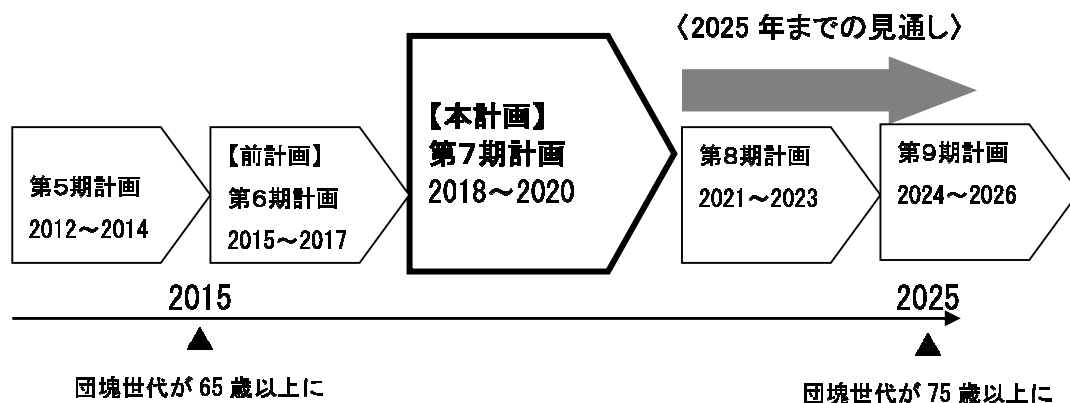 〈2025 年までの見通し〉
【本計画】
第7期計画
2018～2020
第5期計画
2012～2014
【前計画】
第6期計画
2015～2017
第8期計画
2021～2023
第9期計画
2024～2026
2015
2025
▲
▲
団塊世代が 65 歳以上に
団塊世代が 75 歳以上に